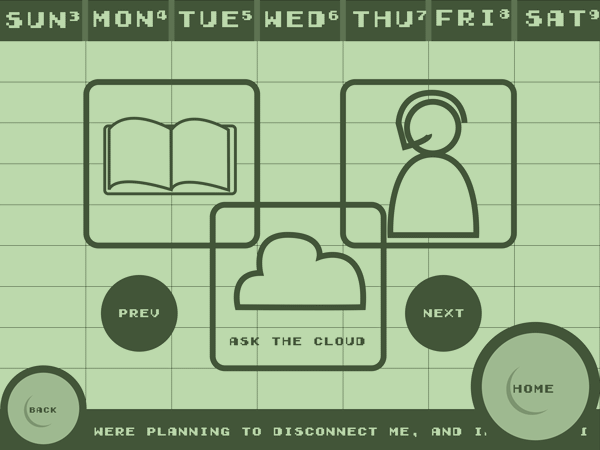 SUN³ MON⁴ TUE⁵ WED⁶ THU⁷ FRI⁸ SAT⁹
ASK THE CLOUD
PREV
NEXT
BACK
HOME
WERE PLANNING TO DISCONNECT ME, AND I